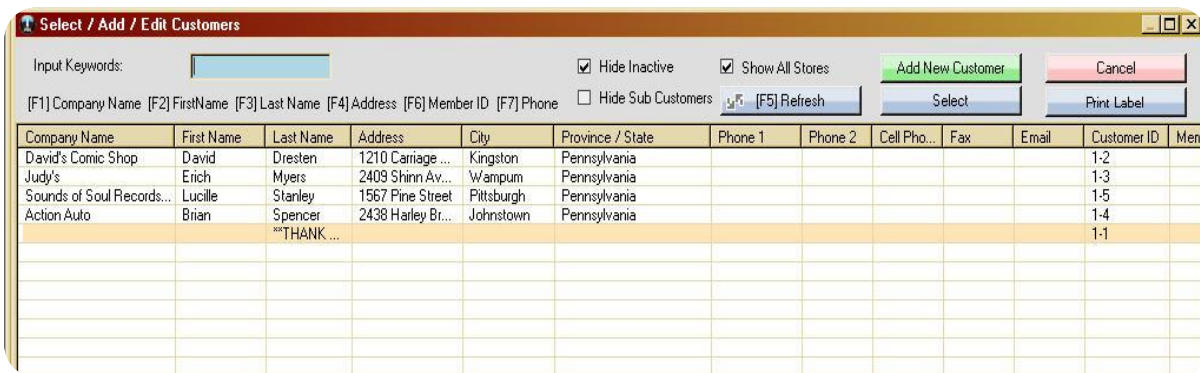 Select / Add / Edit Customers
Input Keywords:
Hide Inactive Show All Stores Add New Customer Cancel
[F1] Company Name [F2] FirstName [F3] Last Name [F4] Address [F6] Member ID [F7] Phone Hide Sub Customers [F5] Refresh Select Print Label
Company Name First Name Last Name Address City Province / State Phone 1 Phone 2 Cell Pho... Fax Email Customer ID Mem
David's Comic Shop David Dresten 1210 Carriage ... Kingston Pennsylvania 1-2
Judy's Erich Myers 2409 Shinn Av... Wampum Pennsylvania 1-3
Sounds of Soul Records... Lucille Stanley 1567 Pine Street Pittsburgh Pennsylvania 1-5
Action Auto Brian Spencer 2438 Harley Br... Johnstown Pennsylvania 1-4
**THANK ... 1-1